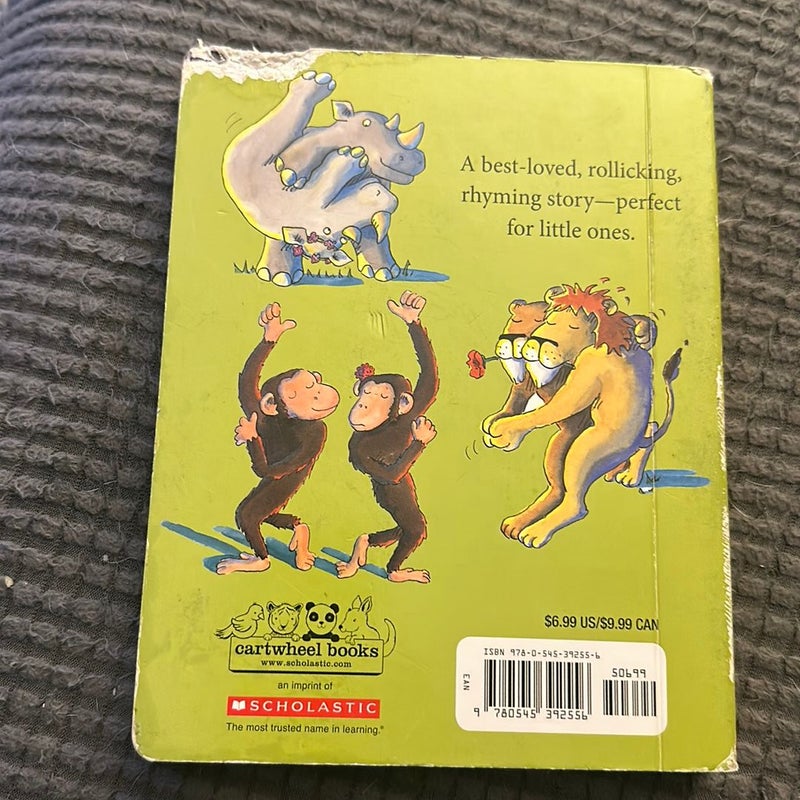 A best-loved, rollicking,
rhyming story—perfect
for little ones.
$6.99 US/$9.99 CAN
cartwheel books
www.scholastic.com
an imprint of
SCHOLASTIC
The most trusted name in learning.®
ISBN 978-0-545-39255-6
50699
EAN
9 780545 392556